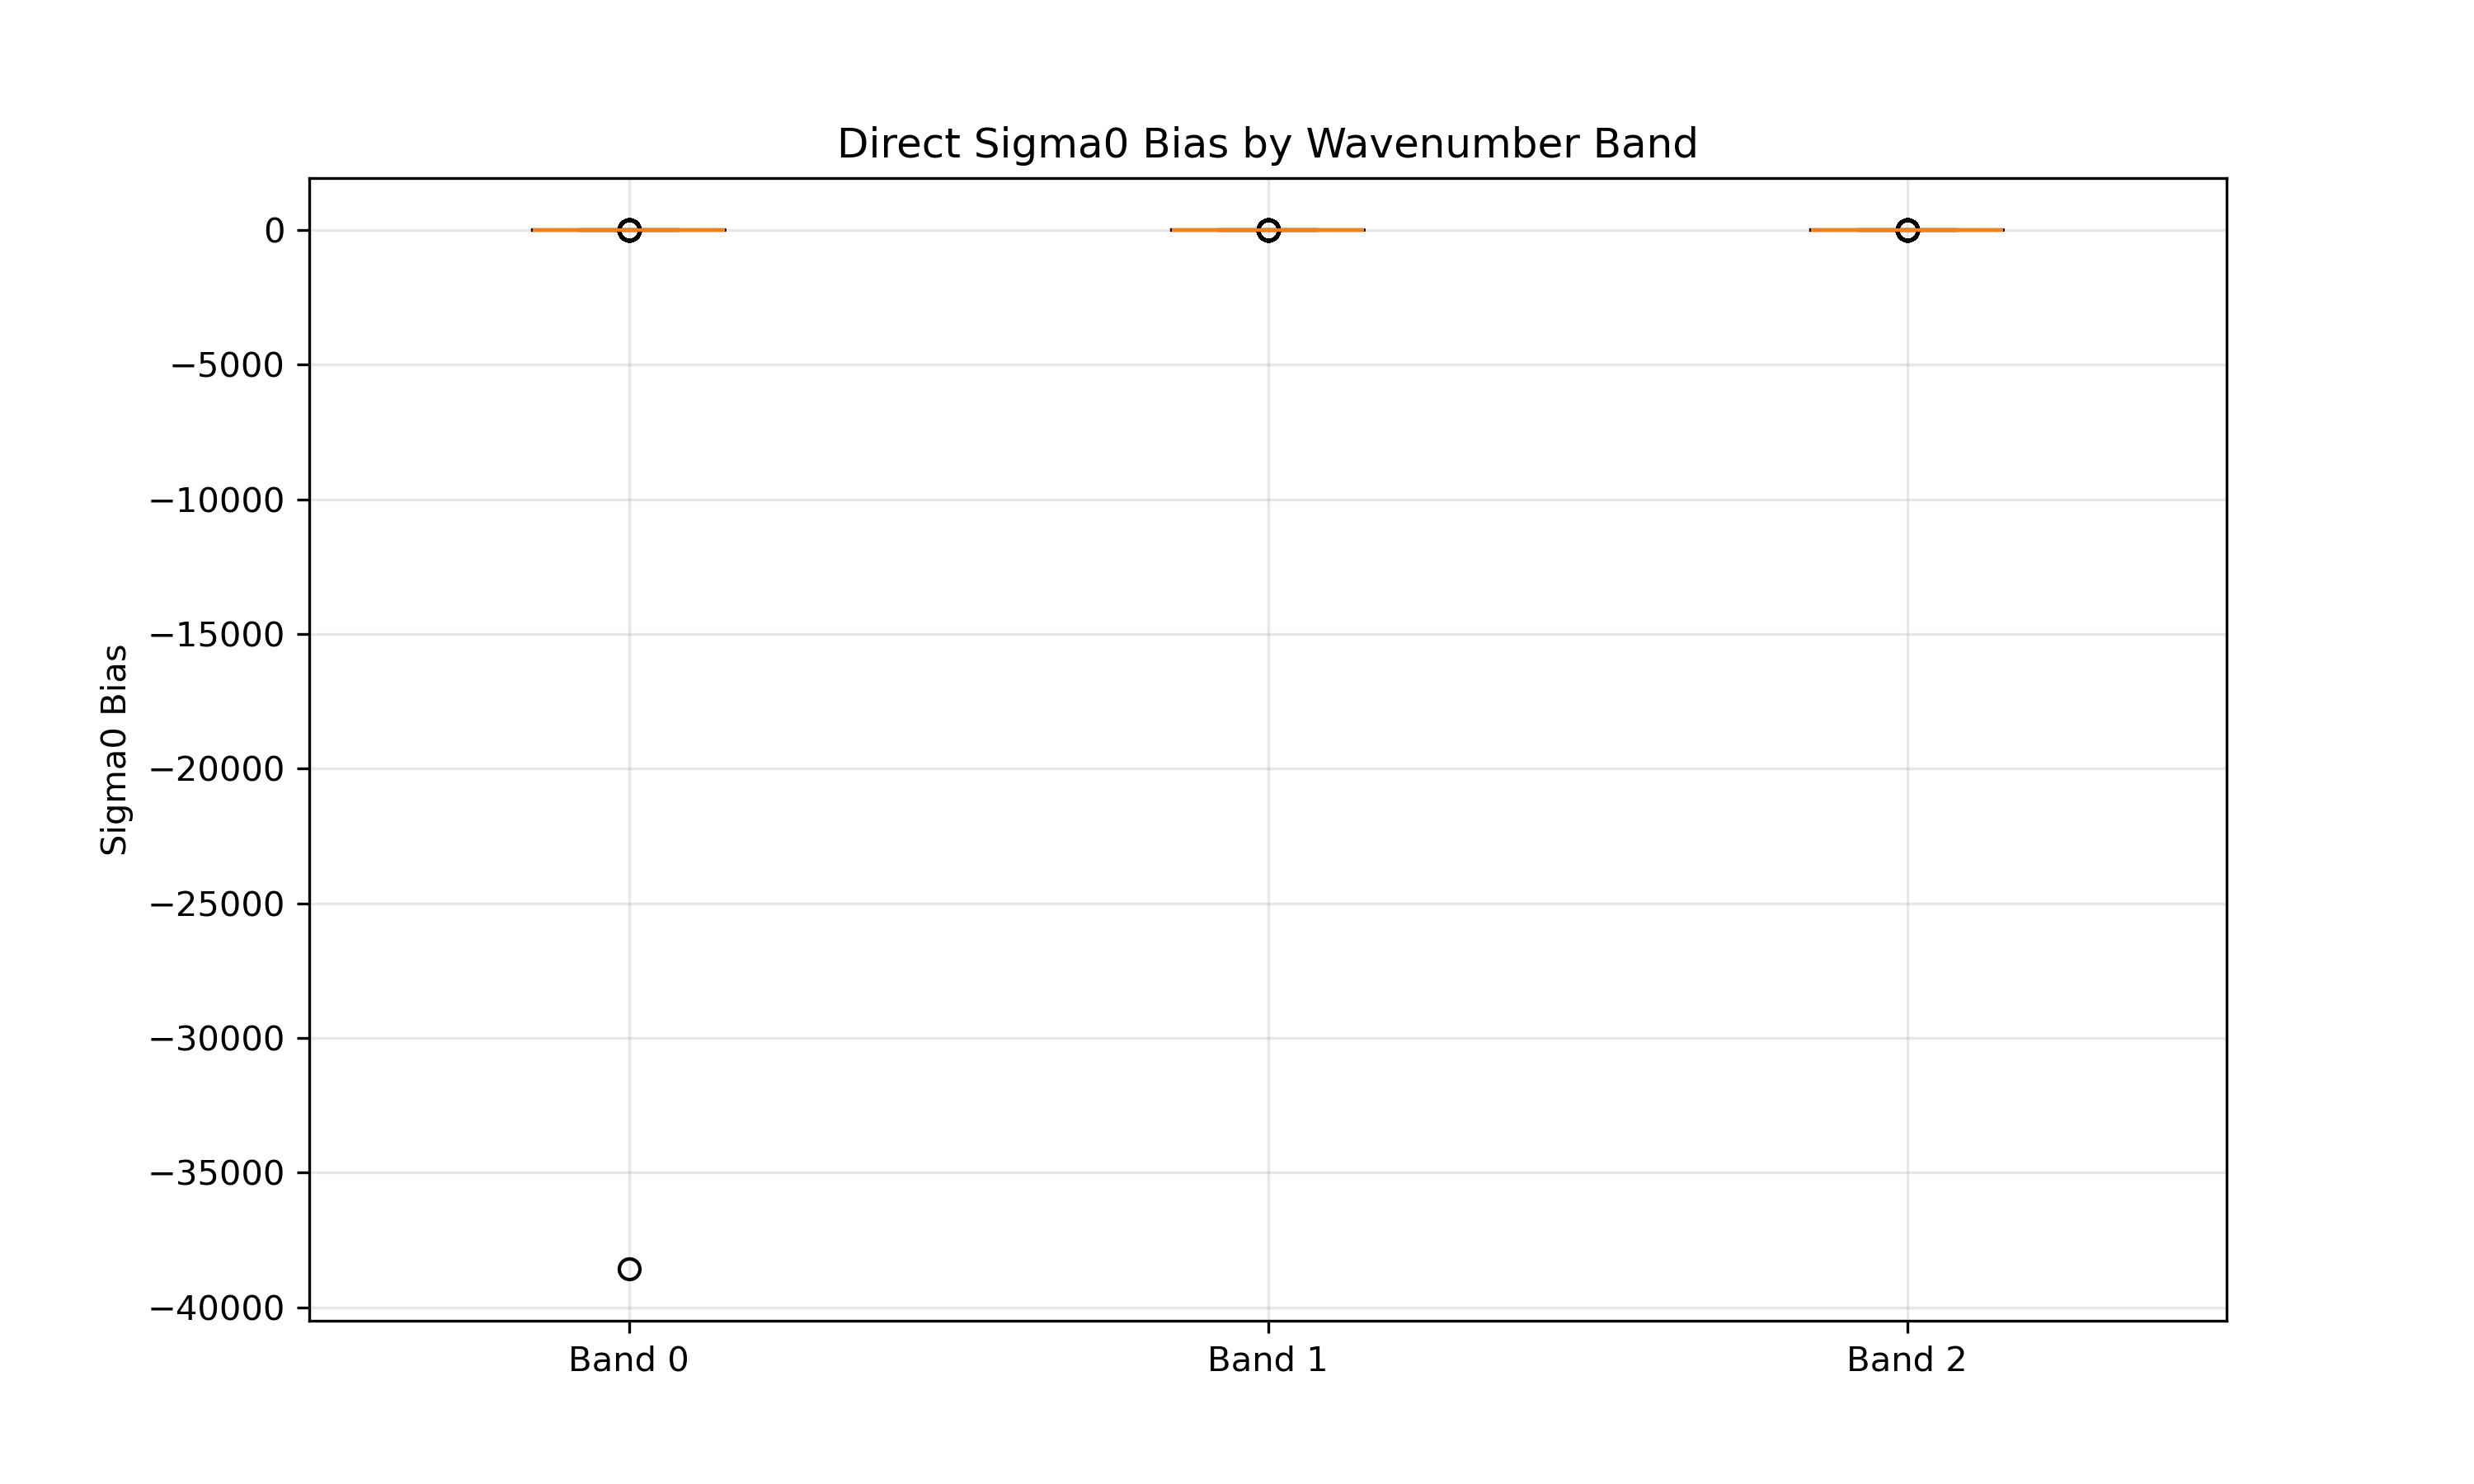 Direct Sigma0 Bias by Wavenumber Band
Sigma0 Bias
0
−5000
−10000
−15000
−20000
−25000
−30000
−35000
−40000
Band 0
Band 1
Band 2